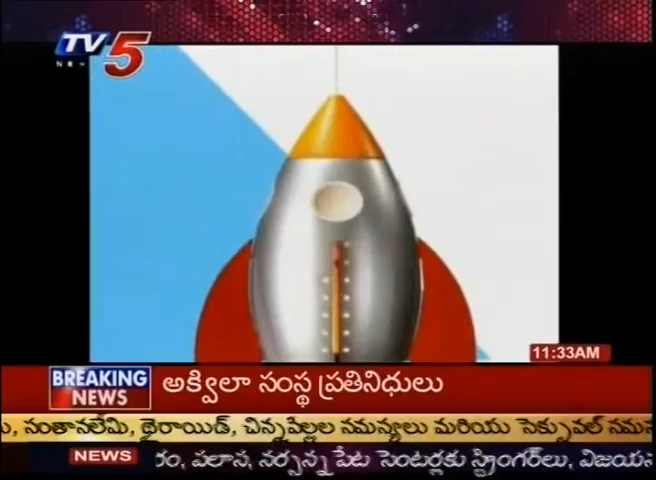 TV5
NEWS
11:33AM
BREAKING NEWS
అక్విలా సంస్థ ప్రతినిధులు
సంతానలేమి, థైరాయిడ్, చిన్నపిల్లల సమస్యలు మరియు సెక్సువల్ సమస
NEWS పలాస, నర్సన్నపేట సెంటర్లకు స్ట్రింగర్‌లు, విజయన